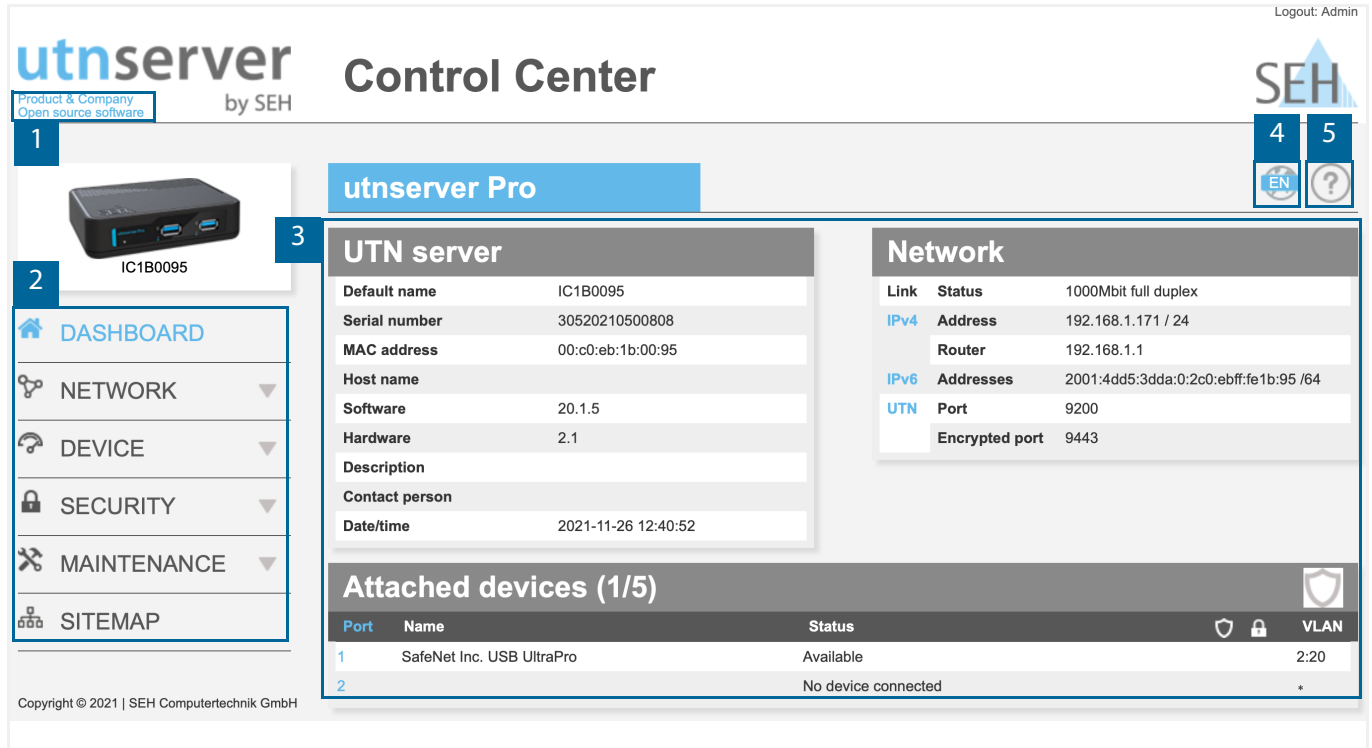 Logout: Admin
utnserver
by SEH
Control Center
SEH
Product & Company
Open source software
1
4
5
EN
?
utnserver Pro
IC1B0095
2
DASHBOARD
NETWORK
DEVICE
SECURITY
MAINTENANCE
SITEMAP
3
UTN server
Default name IC1B0095
Serial number 30520210500808
MAC address 00:c0:eb:1b:00:95
Host name
Software 20.1.5
Hardware 2.1
Description
Contact person
Date/time 2021-11-26 12:40:52
Network
Link Status 1000Mbit full duplex
IPv4 Address 192.168.1.171 / 24
Router 192.168.1.1
IPv6 Addresses 2001:4dd5:3dda:0:2c0:ebff:fe1b:95 /64
UTN Port 9200
Encrypted port 9443
Attached devices (1/5)
Port Name Status VLAN
1 SafeNet Inc. USB UltraPro Available 2:20
2 No device connected *
Copyright © 2021 | SEH Computertechnik GmbH